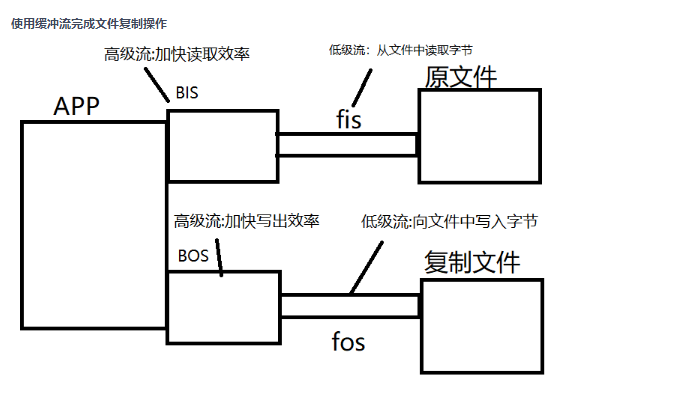 使用缓冲流完成文件复制操作
高级流:加快读取效率
低级流：从文件中读取字节
BIS
原文件
APP
fis
高级流:加快写出效率
低级流:向文件中写入字节
BOS
复制文件
fos